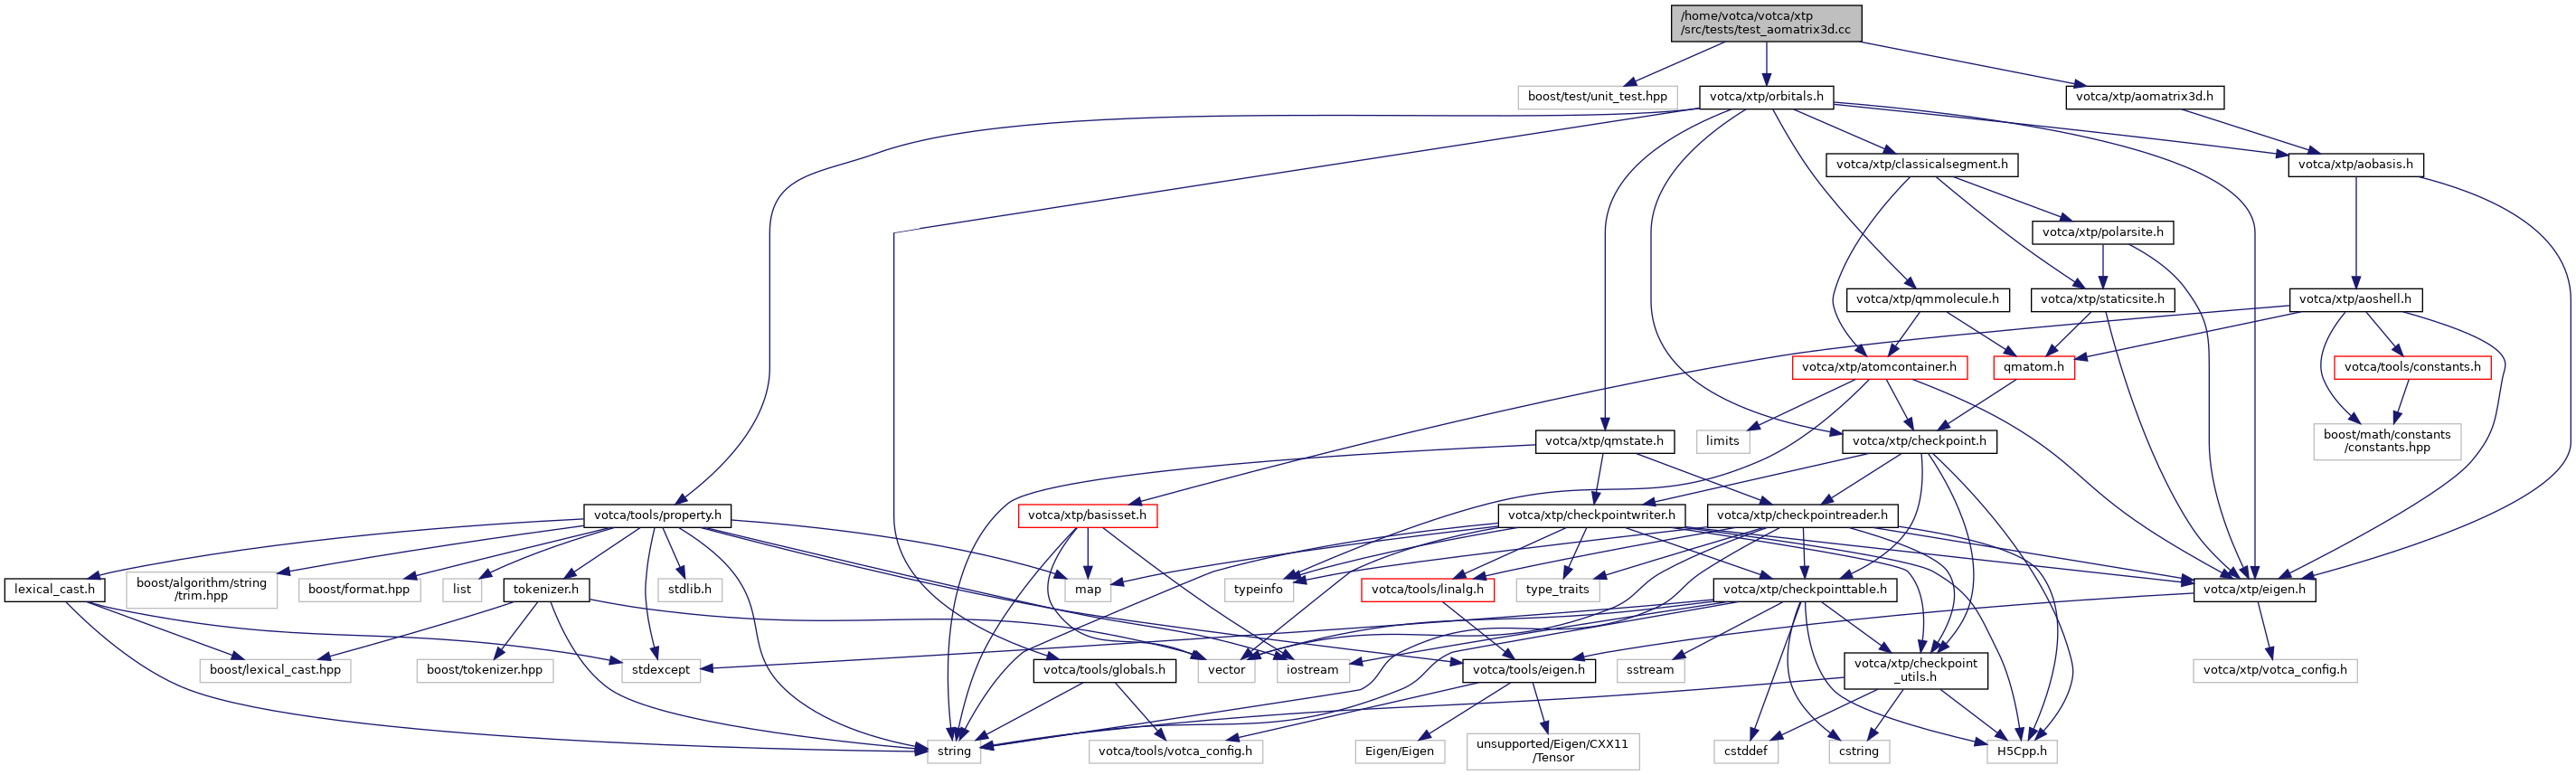 /home/votca/votca/xtp
/src/tests/test_aomatrix3d.cc
boost/test/unit_test.hpp
votca/xtp/orbitals.h
votca/xtp/aomatrix3d.h
votca/xtp/classicalsegment.h
votca/xtp/aobasis.h
votca/xtp/polarsite.h
votca/xtp/qmmolecule.h
votca/xtp/staticsite.h
votca/xtp/aoshell.h
votca/xtp/atomcontainer.h
qmatom.h
votca/tools/constants.h
votca/xtp/qmstate.h
limits
votca/xtp/checkpoint.h
boost/math/constants
/constants.hpp
votca/tools/property.h
votca/xtp/basisset.h
votca/xtp/checkpointwriter.h
votca/xtp/checkpointreader.h
lexical_cast.h
boost/algorithm/string
/trim.hpp
boost/format.hpp
list
tokenizer.h
stdlib.h
map
typeinfo
votca/tools/linalg.h
type_traits
votca/xtp/checkpointtable.h
votca/xtp/eigen.h
boost/lexical_cast.hpp
boost/tokenizer.hpp
stdexcept
votca/tools/globals.h
vector
iostream
votca/tools/eigen.h
sstream
votca/xtp/checkpoint
_utils.h
votca/xtp/votca_config.h
string
votca/tools/votca_config.h
Eigen/Eigen
unsupported/Eigen/CXX11
/Tensor
cstddef
cstring
H5Cpp.h